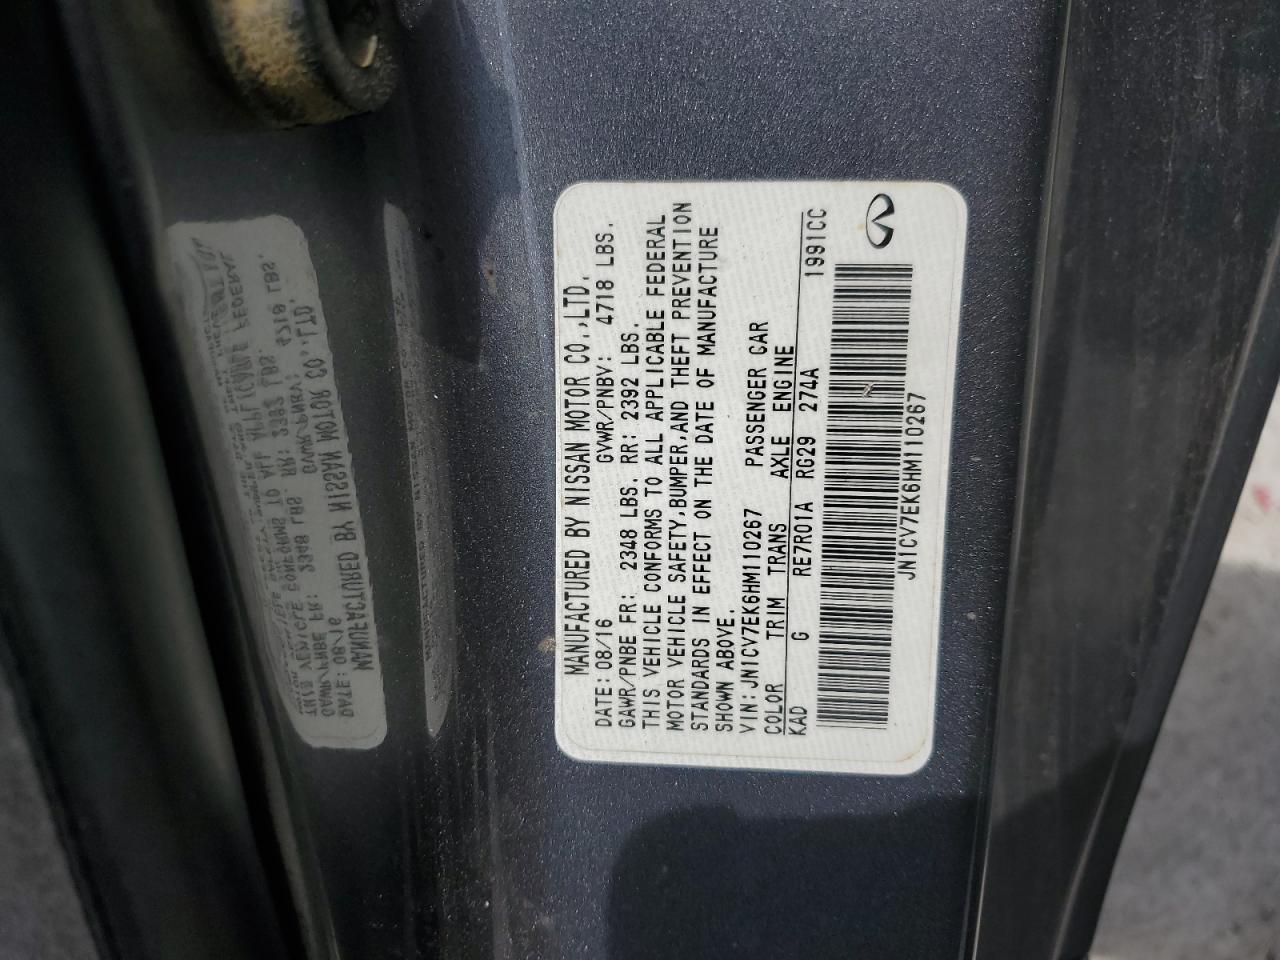 MANUFACTURED BY NISSAN MOTOR CO.,LTD.
DATE: 08/16 GVWR/PNBV: 4718 LBS.
GAWR/PNBE FR: 2348 LBS. RR: 2392 LBS.
THIS VEHICLE CONFORMS TO ALL APPLICABLE FEDERAL
MOTOR VEHICLE SAFETY,BUMPER,AND THEFT PREVENTION
STANDARDS IN EFFECT ON THE DATE OF MANUFACTURE
SHOWN ABOVE.
VIN:JN1CV7EK6HM110267 PASSENGER CAR
COLOR TRIM TRANS AXLE ENGINE
KAD G RE7R01A RG29 274A 1991CC
JN1CV7EK6HM110267